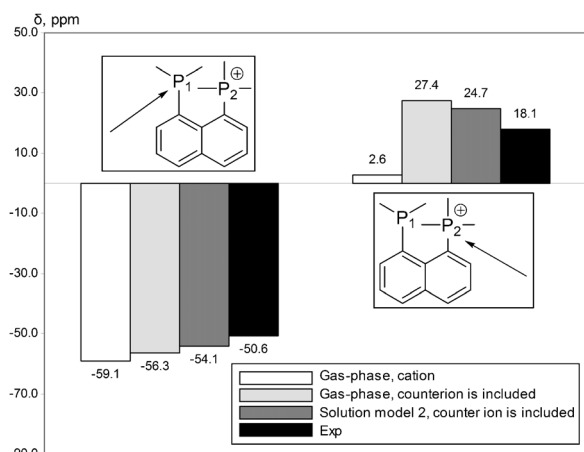 δ, ppm
50.0
30.0
10.0
-10.0
-30.0
-50.0
-70.0
P1
P2
⊕
27.4
24.7
18.1
2.6
P1
P2
⊕
-59.1
-56.3
-54.1
-50.6
Gas-phase, cation
Gas-phase, counterion is included
Solution model 2, counter ion is included
Exp